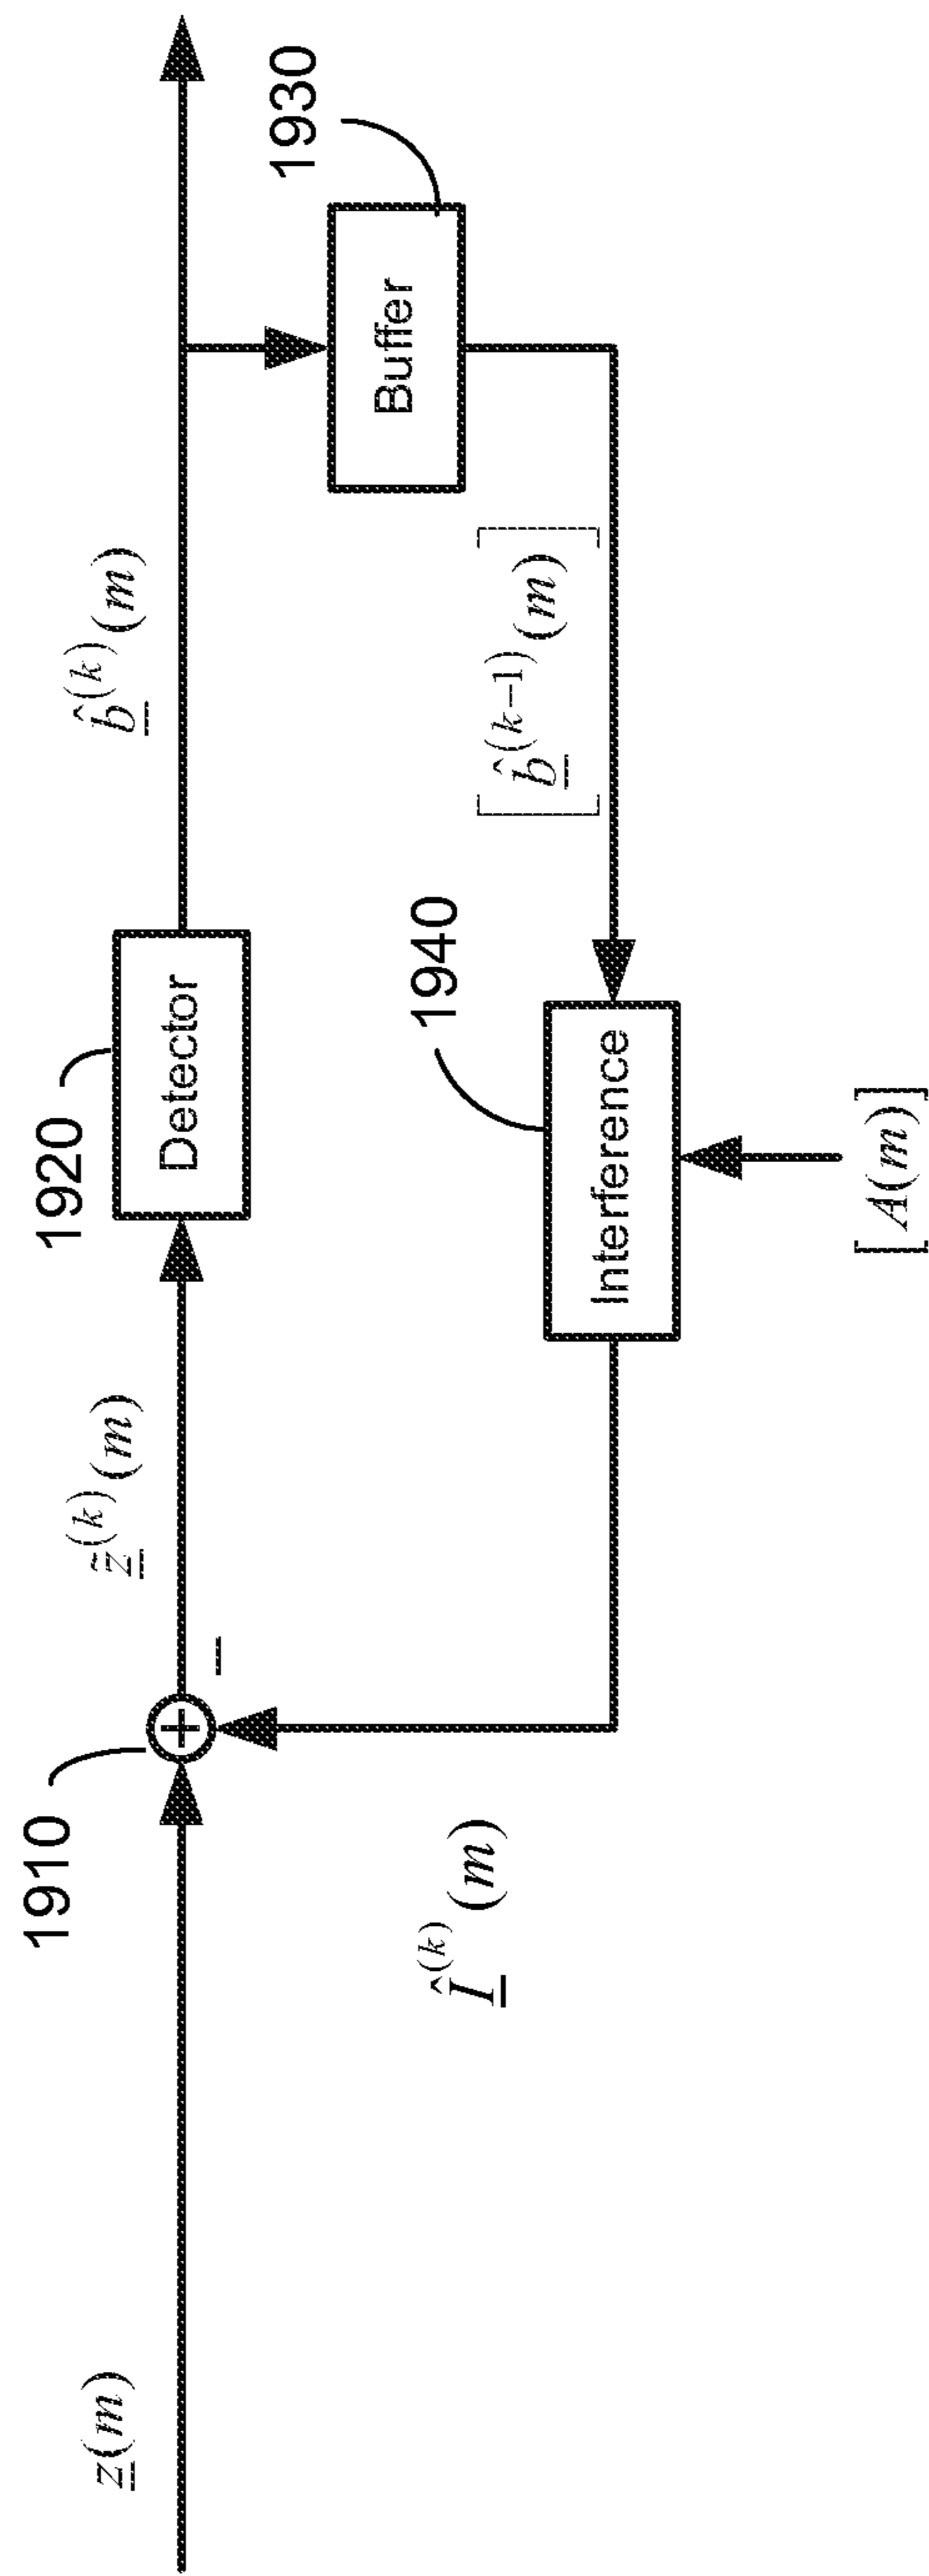 z(m)
1910
z̃^(k)(m)
1920
Detector
b̂^(k)(m)
1930
Buffer
[b̂^(k−1)(m)]
1940
Interference
[A(m)]
Î^(k)(m)
+
−